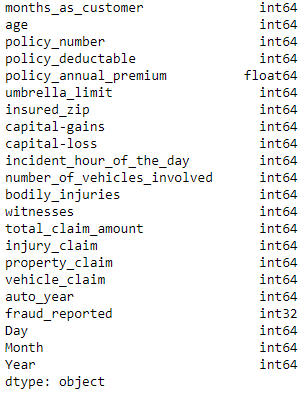 months_as_customer int64
age int64
policy_number int64
policy_deductable int64
policy_annual_premium float64
umbrella_limit int64
insured_zip int64
capital-gains int64
capital-loss int64
incident_hour_of_the_day int64
number_of_vehicles_involved int64
bodily_injuries int64
witnesses int64
total_claim_amount int64
injury_claim int64
property_claim int64
vehicle_claim int64
auto_year int64
fraud_reported int32
Day int64
Month int64
Year int64
dtype: object